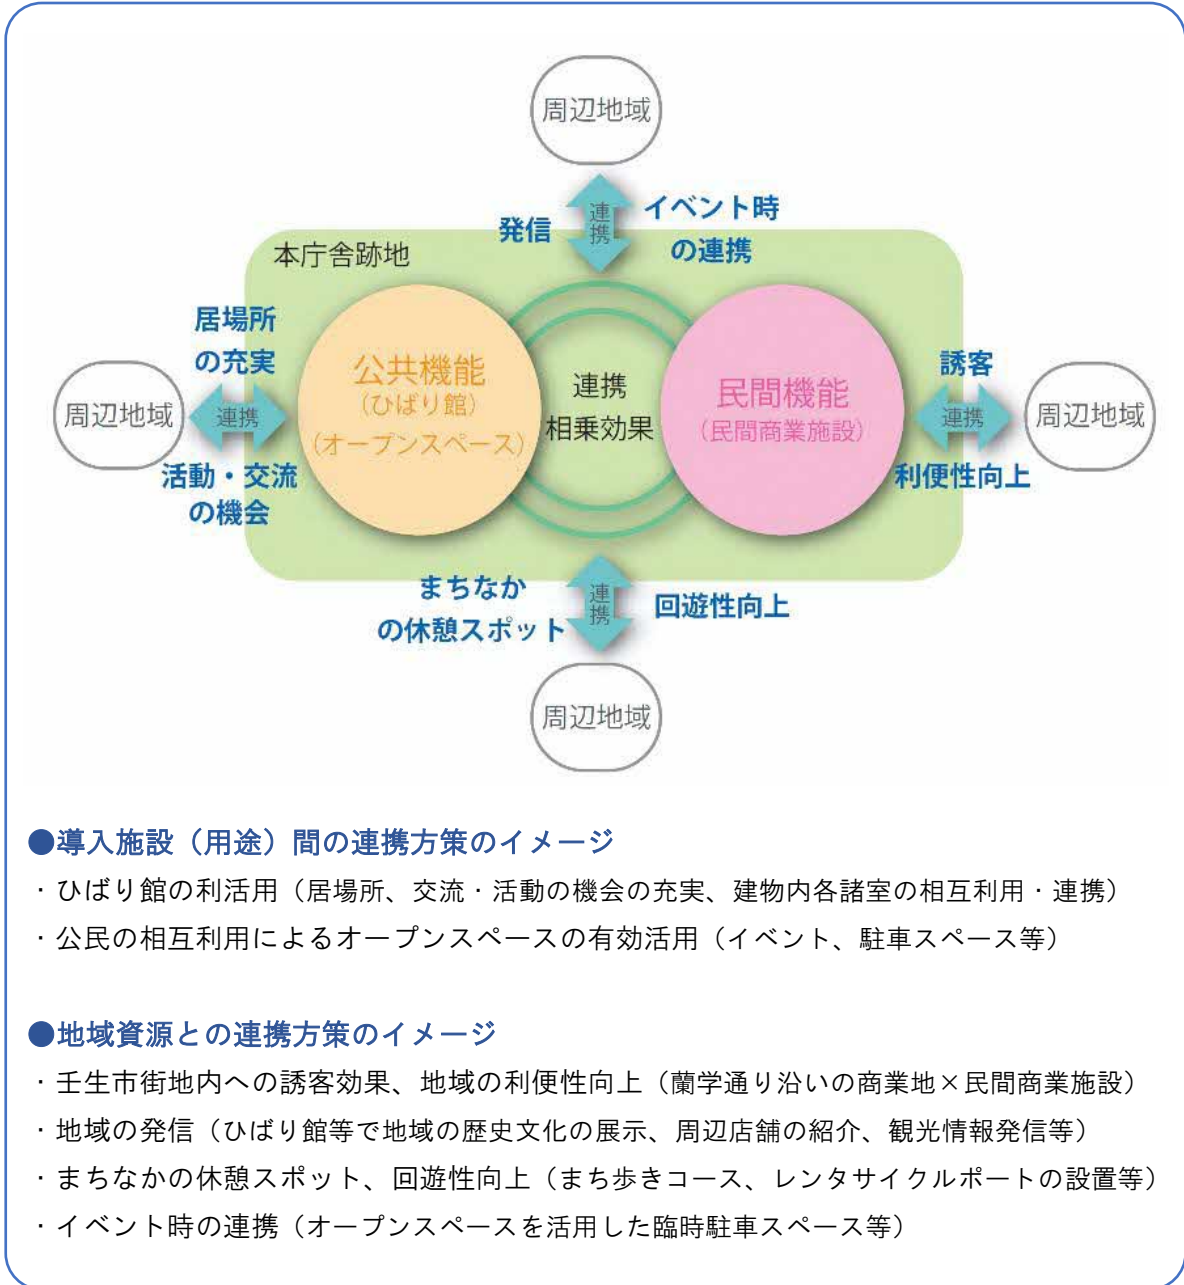 周辺地域
連携
発信
イベント時
の連携
本庁舎跡地
居場所
の充実
周辺地域
連携
活動・交流
の機会
公共機能
（ひばり館）
（オープンスペース）
連携
相乗効果
民間機能
（民間商業施設）
誘客
連携
利便性向上
周辺地域
まちなか
の休憩スポット
連携
回遊性向上
周辺地域
●導入施設（用途）間の連携方策のイメージ
・ひばり館の利活用（居場所、交流・活動の機会の充実、建物内各諸室の相互利用・連携）
・公民の相互利用によるオープンスペースの有効活用（イベント、駐車スペース等）
●地域資源との連携方策のイメージ
・壬生市街地内への誘客効果、地域の利便性向上（蘭学通り沿いの商業地×民間商業施設）
・地域の発信（ひばり館等で地域の歴史文化の展示、周辺店舗の紹介、観光情報発信等）
・まちなかの休憩スポット、回遊性向上（まち歩きコース、レンタサイクルポートの設置等）
・イベント時の連携（オープンスペースを活用した臨時駐車スペース等）